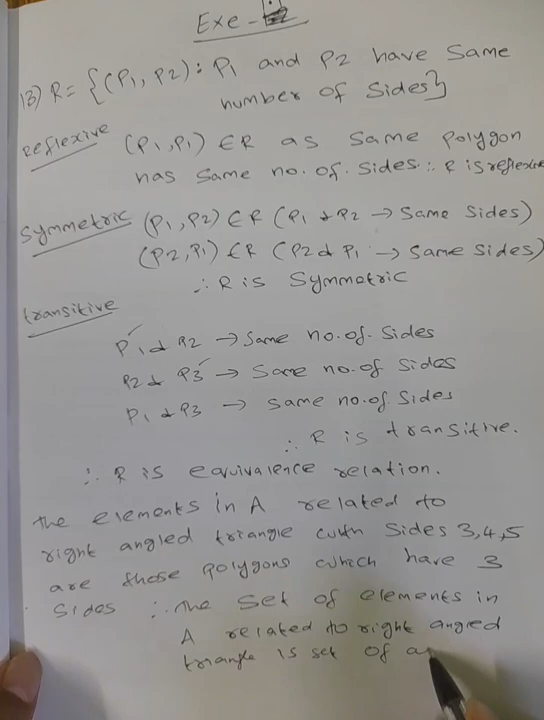 Exe -
13) R = {(P1, P2) : P1 and P2 have same
number of sides}
Reflexive (P1, P1) ∈ R as same polygon
has same no. of. sides ∴ R is reflexive
Symmetric (P1, P2) ∈ R (P1 & P2 → same sides)
(P2, P1) ∈ R (P2 & P1 → same sides)
∴ R is symmetric
transitive
P1 & P2 → same no. of. sides
P2 & P3 → same no. of sides
P1 & P3 → same no. of sides
∴ R is transitive.
∴ R is equivalence relation.
the elements in A related to
right angled triangle with sides 3,4,5
are those polygons which have 3
sides ∴ The set of elements in
A related to right angled
triangle is set of a